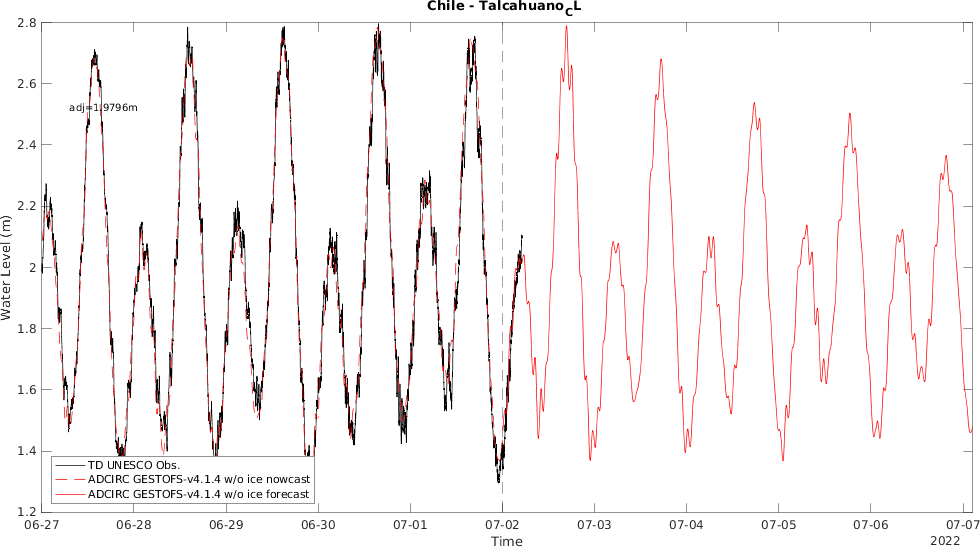 Chile - Talcahuano_CL
2.8
2.6
adj=1.9796m
2.4
2.2
Water Level (m)
2
1.8
1.6
1.4
TD UNESCO Obs.
ADCIRC GESTOFS-v4.1.4 w/o ice nowcast
ADCIRC GESTOFS-v4.1.4 w/o ice forecast
1.2
06-27 06-28 06-29 06-30 07-01 07-02 07-03 07-04 07-05 07-06 07-07
Time
2022